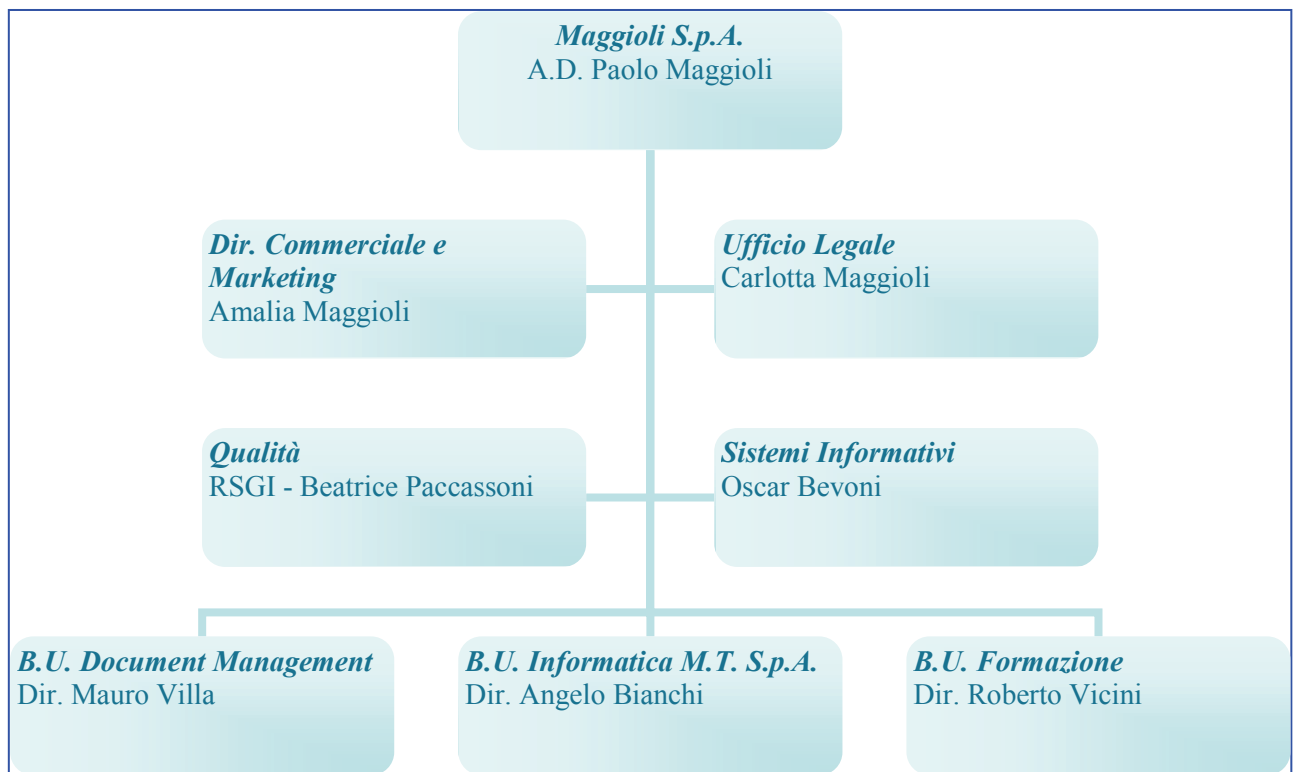 Maggioli S.p.A.
A.D. Paolo Maggioli
Dir. Commerciale e
Marketing
Amalia Maggioli
Ufficio Legale
Carlotta Maggioli
Qualità
RSGI - Beatrice Paccassoni
Sistemi Informativi
Oscar Bevoni
B.U. Document Management
Dir. Mauro Villa
B.U. Informatica M.T. S.p.A.
Dir. Angelo Bianchi
B.U. Formazione
Dir. Roberto Vicini